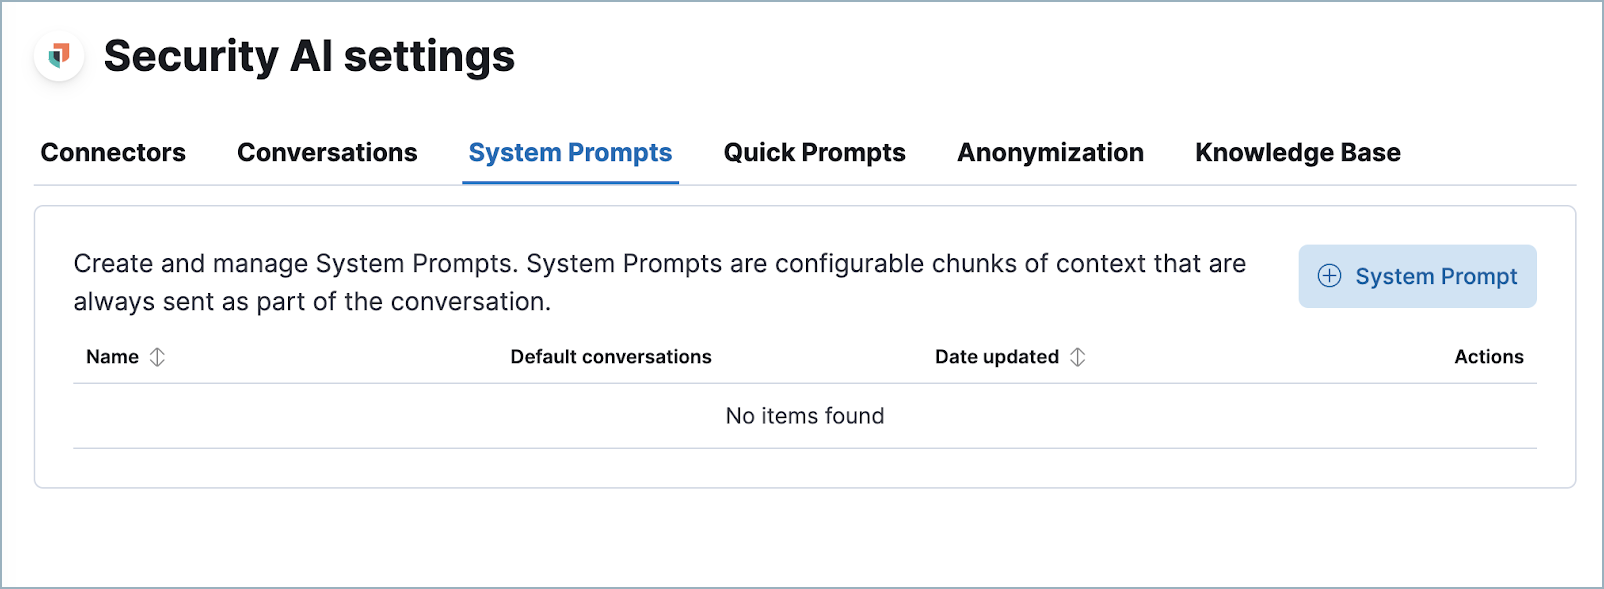 Security AI settings
Connectors Conversations System Prompts Quick Prompts Anonymization Knowledge Base
Create and manage System Prompts. System Prompts are configurable chunks of context that are
always sent as part of the conversation.
System Prompt
Name Default conversations Date updated Actions
No items found